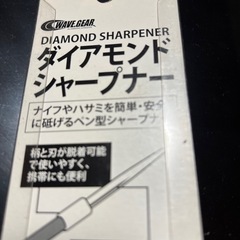 WAVE GEAR
DIAMOND SHARPENER
ダイアモンド
シャープナー
ナイフやハサミを簡単・安全
に砥げるペン型シャープナ
柄と刃が脱着可能
で使いやすく、
携帯にも便利